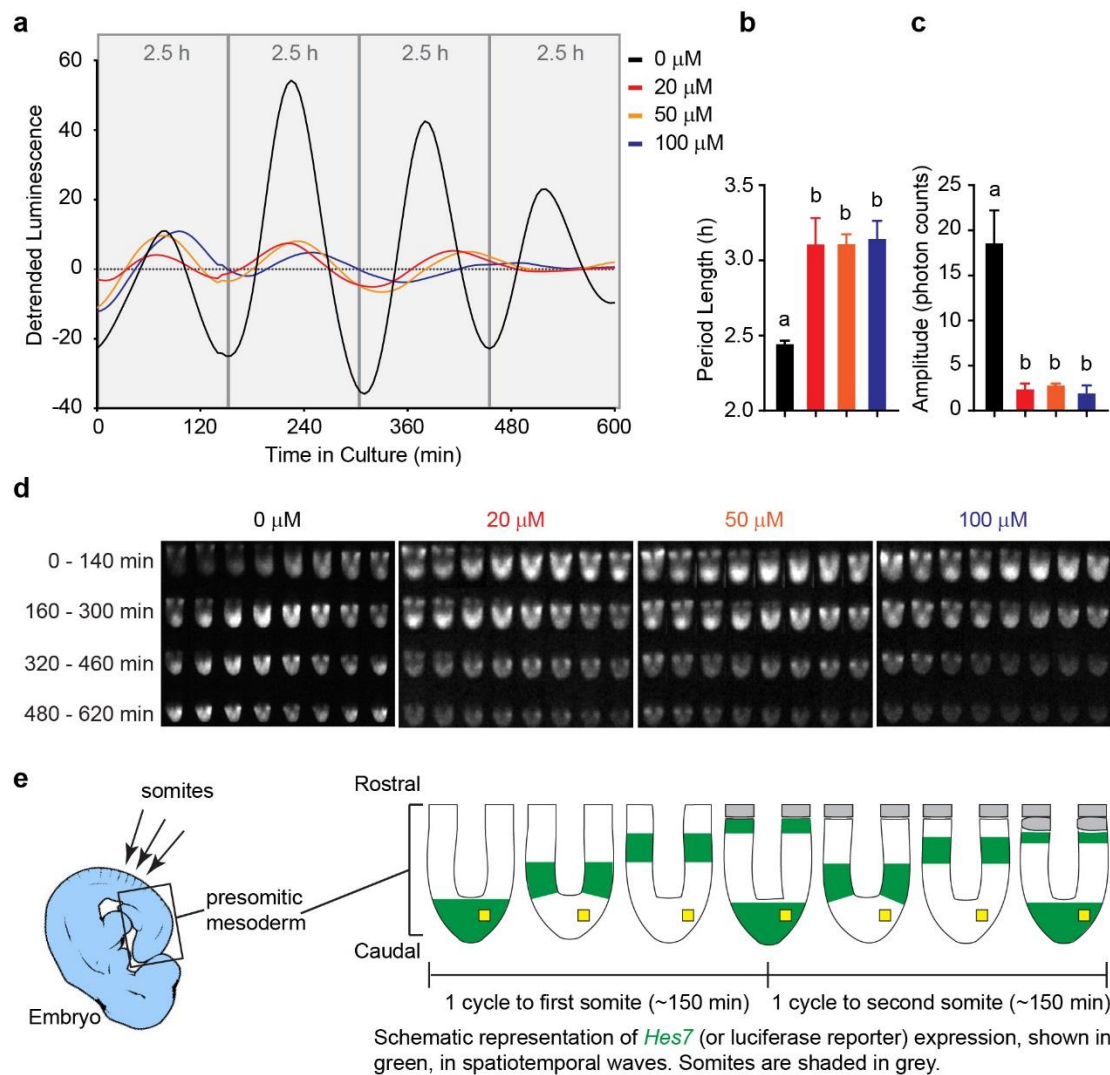 a
b
c
2.5 h 2.5 h 2.5 h 2.5 h
60
40
20
0
-20
-40
Detrended Luminescence
0 120 240 360 480 600
Time in Culture (min)
0 μM
20 μM
50 μM
100 μM
3.5
3.0
2.5
2.0
Period Length (h)
a b b b
25
20
15
10
5
0
Amplitude (photon counts)
a b b b
d
0 μM 20 μM 50 μM 100 μM
0 - 140 min
160 - 300 min
320 - 460 min
480 - 620 min
e
somites
presomitic
mesoderm
Embryo
Rostral
Caudal
1 cycle to first somite (~150 min) 1 cycle to second somite (~150 min)
Schematic representation of Hes7 (or luciferase reporter) expression, shown in
green, in spatiotemporal waves. Somites are shaded in grey.